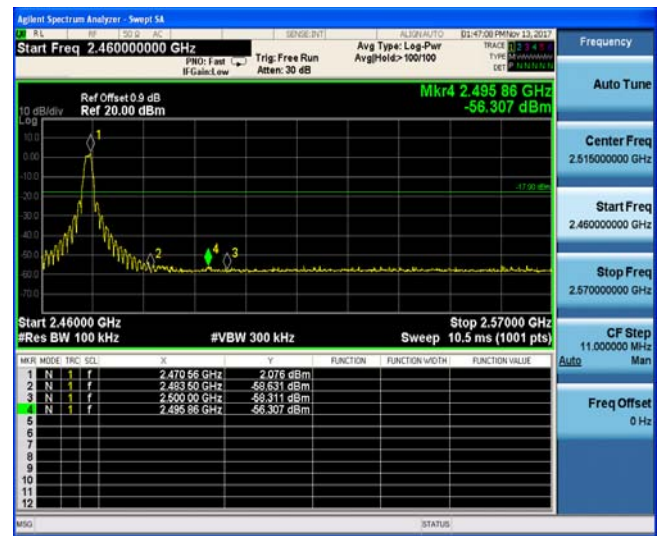 Agilent Spectrum Analyzer - Swept SA
RL RF 50 Ω AC SENSE:INT ALIGN AUTO 01:47:00 PM Nov 13, 2017
Start Freq 2.460000000 GHz
PNO: Fast Trig: Free Run
IFGain:Low Atten: 30 dB
Avg Type: Log-Pwr
Avg|Hold:> 100/100
TRACE 1 2 3 4 5 6
TYPE M
DET P N N N N N
Frequency
Auto Tune
Center Freq
2.515000000 GHz
Start Freq
2.460000000 GHz
Stop Freq
2.570000000 GHz
CF Step
11.000000 MHz
Auto Man
Freq Offset
0 Hz
Ref Offset 0.9 dB
10 dB/div Ref 20.00 dBm
Log
Mkr4 2.495 86 GHz
-56.307 dBm
10.0
0.00
-10.0
-20.0
-30.0
-40.0
-50.0
-60.0
-70.0
-17.93 dBm
1
2
4
3
Start 2.46000 GHz Stop 2.57000 GHz
#Res BW 100 kHz #VBW 300 kHz Sweep 10.5 ms (1001 pts)
MKR MODE TRC SCL X Y FUNCTION FUNCTION WIDTH FUNCTION VALUE
1 N 1 f 2.470 56 GHz 2.076 dBm
2 N 1 f 2.483 50 GHz -58.631 dBm
3 N 1 f 2.500 00 GHz -58.311 dBm
4 N 1 f 2.495 86 GHz -56.307 dBm
5
6
7
8
9
10
11
12
MSG STATUS